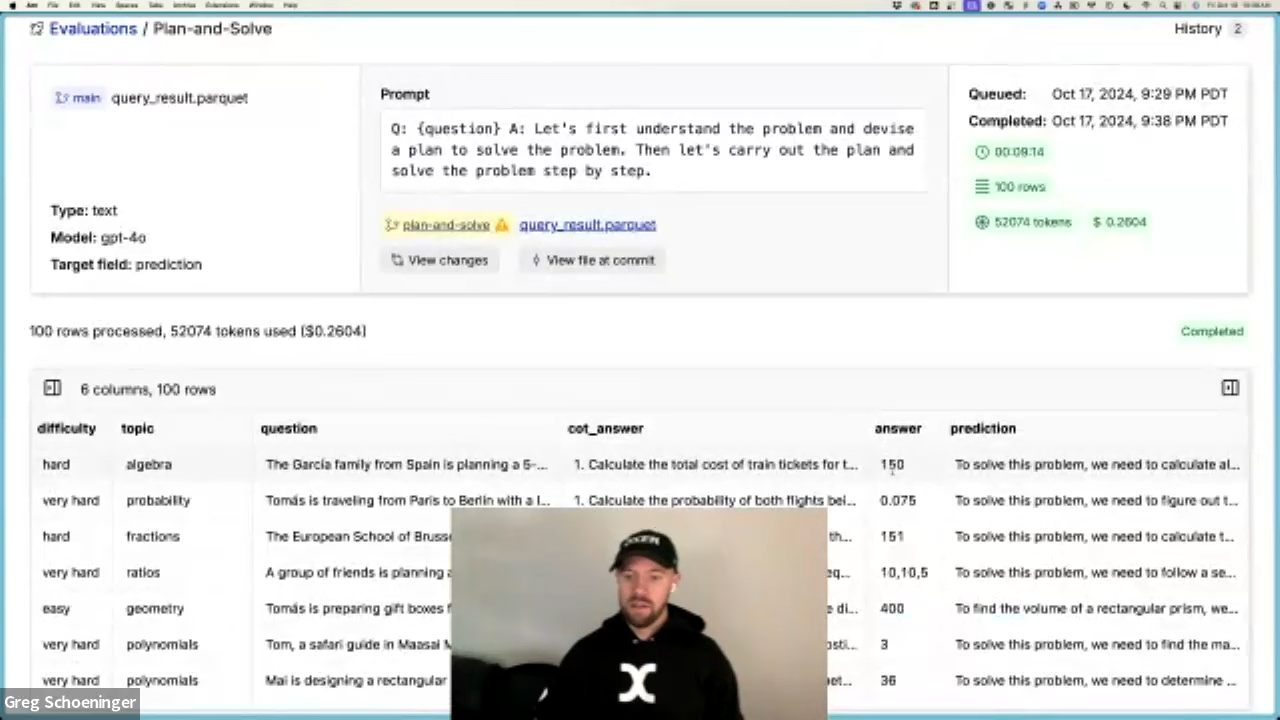 Evaluations / Plan-and-Solve
History 2
main query_result.parquet
Type: text
Model: gpt-4o
Target field: prediction
Prompt
Q: {question} A: Let's first understand the problem and devise
a plan to solve the problem. Then let's carry out the plan and
solve the problem step by step.
plan-and-solve query_result.parquet
View changes View file at commit
Queued: Oct 17, 2024, 9:29 PM PDT
Completed: Oct 17, 2024, 9:38 PM PDT
00:09:14
100 rows
52074 tokens $ 0.2604
100 rows processed, 52074 tokens used ($0.2604)
Completed
6 columns, 100 rows
difficulty topic question cot_answer answer prediction
hard algebra The García family from Spain is planning a 5-... 1. Calculate the total cost of train tickets for t... 150 To solve this problem, we need to calculate al...
very hard probability Tomás is traveling from Paris to Berlin with a l... 1. Calculate the probability of both flights bei... 0.075 To solve this problem, we need to figure out t...
hard fractions The European School of Brusse th... 151 To solve this problem, we need to calculate t...
very hard ratios A group of friends is planning a eq... 10,10,5 To solve this problem, we need to follow a se...
easy geometry Tomás is preparing gift boxes f e di... 400 To find the volume of a rectangular prism, we...
very hard polynomials Tom, a safari guide in Maasai M osti... 3 To solve this problem, we need to find the ma...
very hard polynomials Mai is designing a rectangular et... 36 To solve this problem, we need to determine ...
Greg Schoeninger